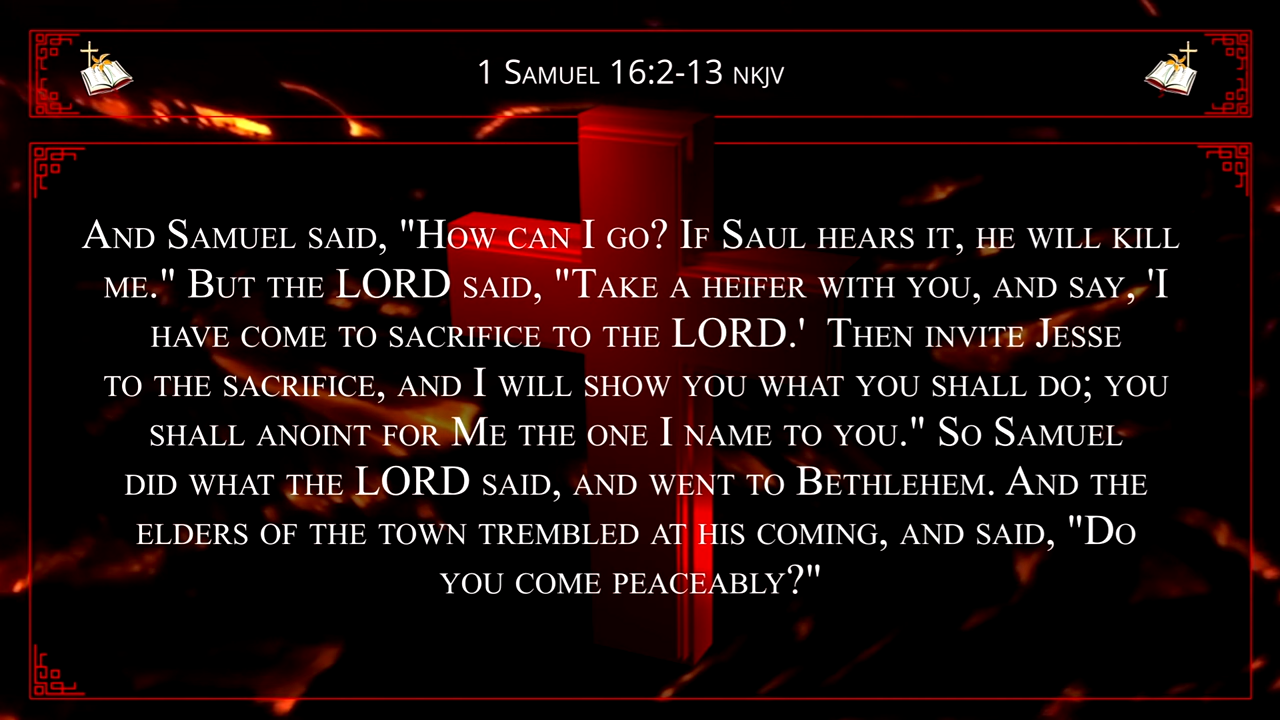 1 Samuel 16:2-13 NKJV
And Samuel said, "How can I go? If Saul hears it, he will kill
me." But the LORD said, "Take a heifer with you, and say, 'I
have come to sacrifice to the LORD.'  Then invite Jesse
to the sacrifice, and I will show you what you shall do; you
shall anoint for Me the one I name to you." So Samuel
did what the LORD said, and went to Bethlehem. And the
elders of the town trembled at his coming, and said, "Do
you come peaceably?"